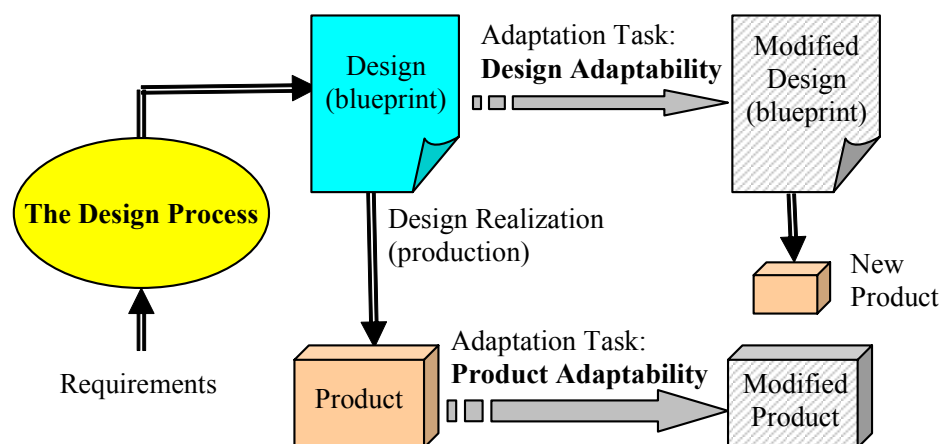 The Design Process
Requirements
Design
(blueprint)
Adaptation Task:
Design Adaptability
Modified
Design
(blueprint)
Design Realization
(production)
New
Product
Product
Adaptation Task:
Product Adaptability
Modified
Product